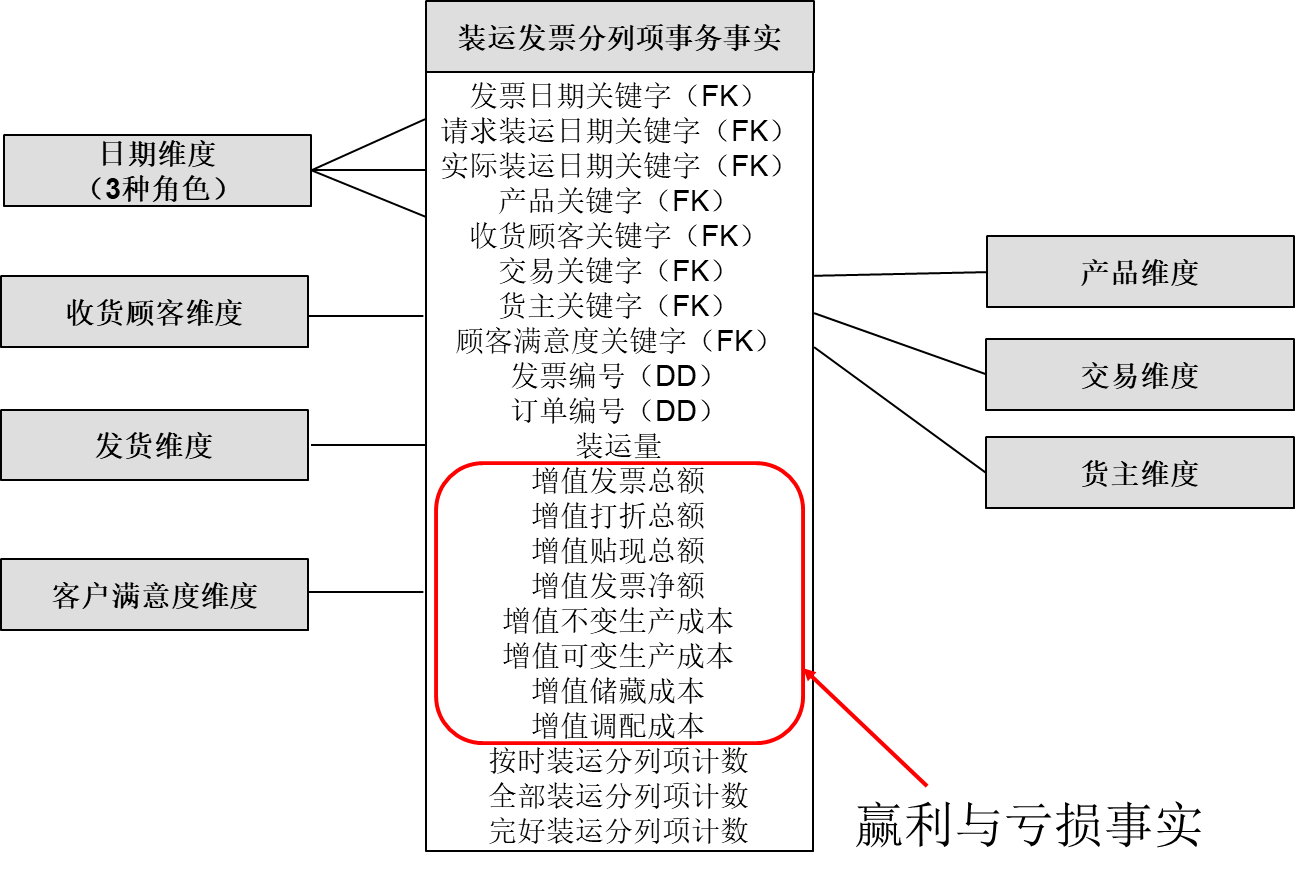 装运发票分列项事务事实
发票日期关键字（FK）
请求装运日期关键字（FK）
实际装运日期关键字（FK）
产品关键字（FK）
收货顾客关键字（FK）
交易关键字（FK）
货主关键字（FK）
顾客满意度关键字（FK）
发票编号（DD）
订单编号（DD）
装运量
增值发票总额
增值打折总额
增值贴现总额
增值发票净额
增值不变生产成本
增值可变生产成本
增值储藏成本
增值调配成本
按时装运分列项计数
全部装运分列项计数
完好装运分列项计数
日期维度
（3种角色）
收货顾客维度
发货维度
客户满意度维度
产品维度
交易维度
货主维度
赢利与亏损事实